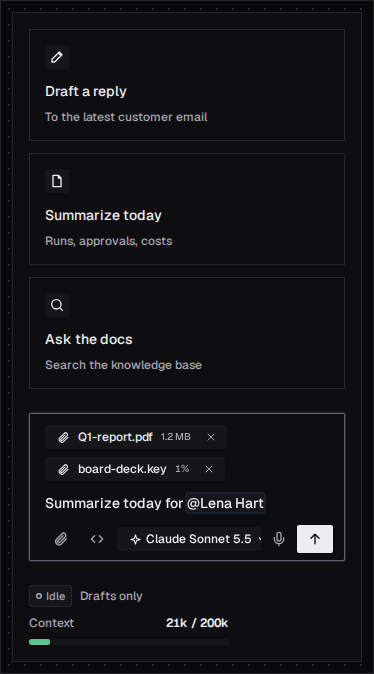 Draft a reply
To the latest customer email
Summarize today
Runs, approvals, costs
Ask the docs
Search the knowledge base
Q1-report.pdf 1.2 MB
board-deck.key 1%
Summarize today for @Lena Hart
Claude Sonnet 5.5
Idle Drafts only
Context 21k / 200k